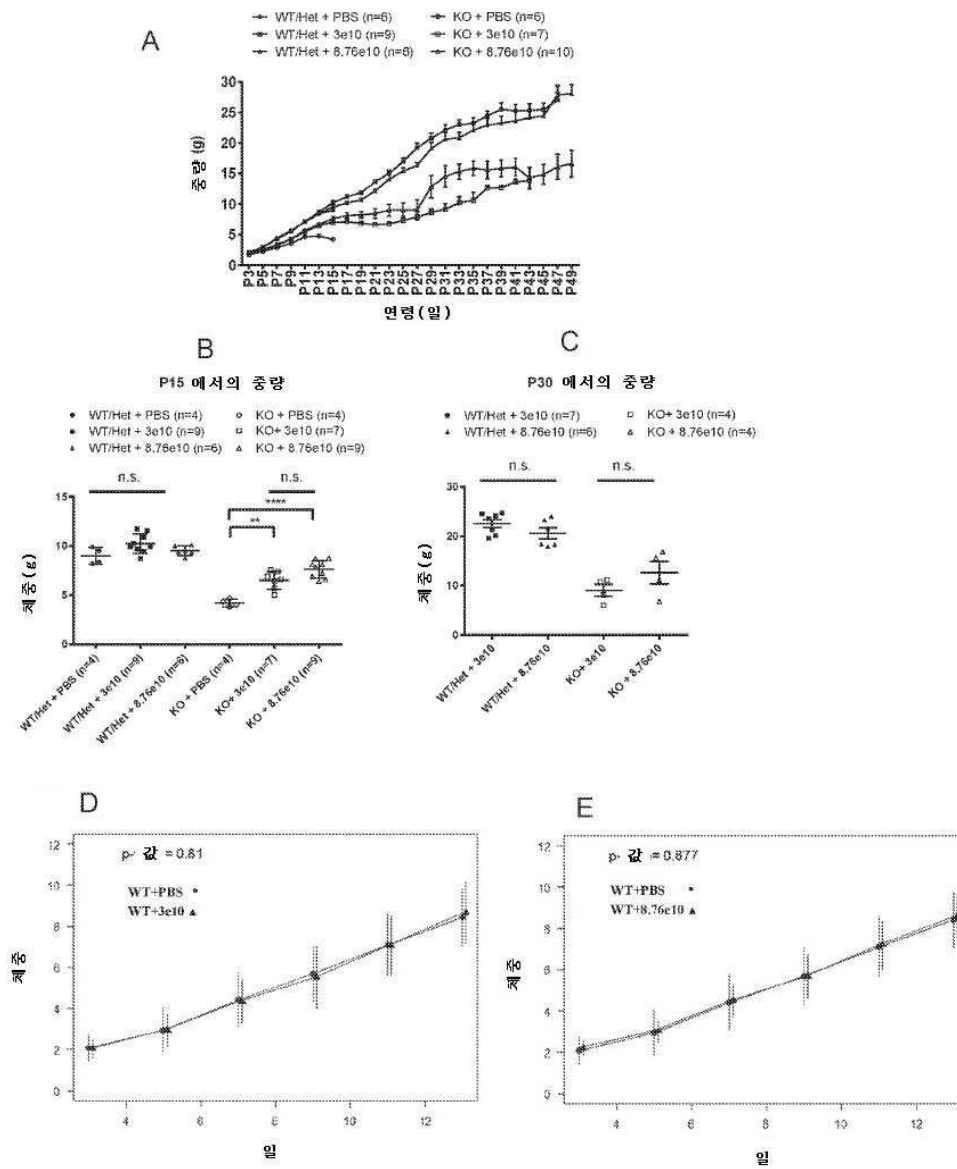 A
WT/Het + PBS (n=6) KO + PBS (n=6)
WT/Het + 3e10 (n=9) KO + 3e10 (n=7)
WT/Het + 8.76e10 (n=6) KO + 8.76e10 (n=10)
중량 (g)
30
25
20
15
10
5
0
P3 P5 P7 P9 P11 P13 P15 P17 P19 P21 P23 P25 P27 P29 P31 P33 P35 P37 P39 P41 P43 P45 P47 P49
연령(일)
B
P15 에서의 중량
WT/Het + PBS (n=4) KO + PBS (n=4)
WT/Het + 3e10 (n=9) KO+ 3e10 (n=7)
WT/Het + 8.76e10 (n=6) KO + 8.76e10 (n=9)
n.s. n.s.
****
**
체중(g)
15
10
5
0
WT/Het + PBS (n=4) WT/Het + 3e10 (n=9) WT/Het + 8.76e10 (n=6) KO + PBS (n=4) KO+ 3e10 (n=7) KO + 8.76e10 (n=9)
C
P30 에서의 중량
WT/Het + 3e10 (n=7) KO+ 3e10 (n=4)
WT/Het + 8.76e10 (n=6) KO + 8.76e10 (n=4)
n.s. n.s.
체중(g)
30
20
10
0
WT/Het + 3e10 WT/Het + 8.76e10 KO+ 3e10 KO + 8.76e10
D
p- 값 = 0.81
WT+PBS
WT+3e10
체중
12
10
8
6
4
2
0
4 6 8 10 12
일
E
p- 값 = 0.877
WT+PBS
WT+8.76e10
체중
12
10
8
6
4
2
0
4 6 8 10 12
일